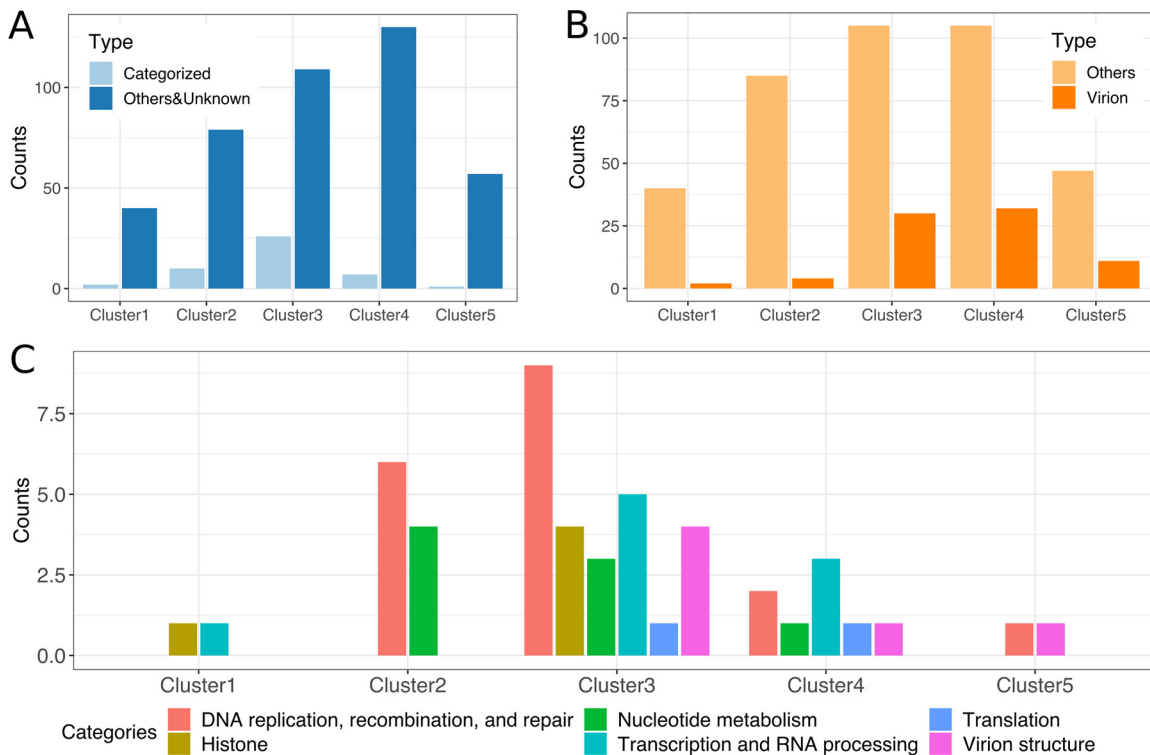 A
Type
Categorized
Others&Unknown
Counts
100
50
0
Cluster1 Cluster2 Cluster3 Cluster4 Cluster5
B
Type
Others
Virion
Counts
100
75
50
25
0
Cluster1 Cluster2 Cluster3 Cluster4 Cluster5
C
Counts
7.5
5.0
2.5
0.0
Cluster1 Cluster2 Cluster3 Cluster4 Cluster5
Categories
DNA replication, recombination, and repair Nucleotide metabolism Translation
Histone Transcription and RNA processing Virion structure